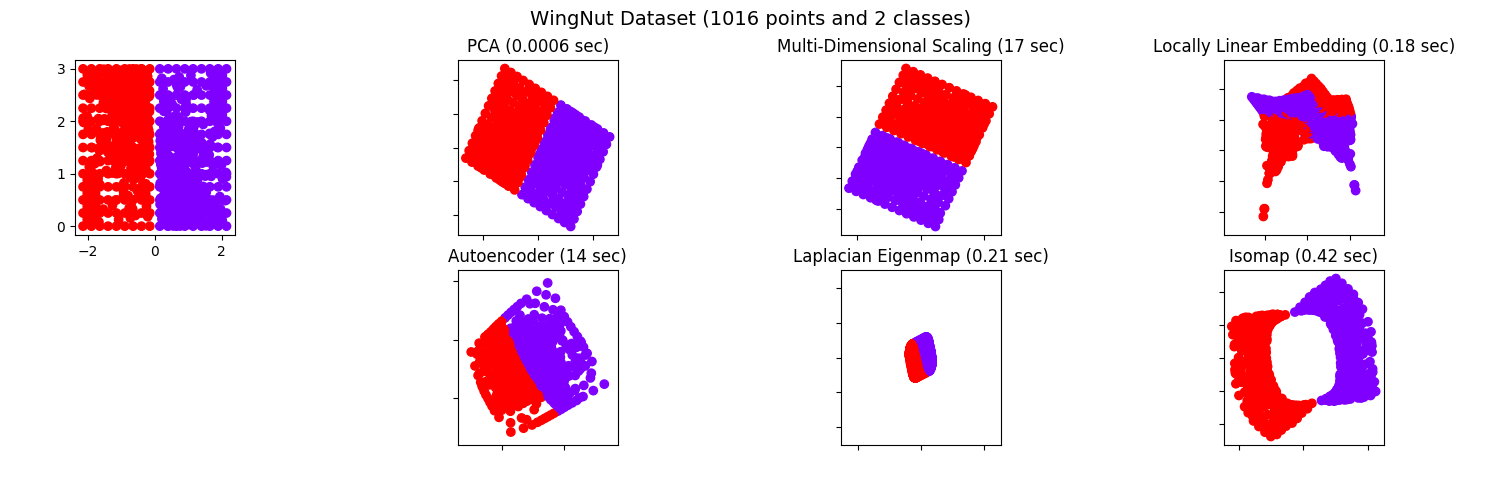 WingNut Dataset (1016 points and 2 classes)
PCA (0.0006 sec)
Multi-Dimensional Scaling (17 sec)
Locally Linear Embedding (0.18 sec)
3
2
1
0
−2
0
2
Autoencoder (14 sec)
Laplacian Eigenmap (0.21 sec)
Isomap (0.42 sec)